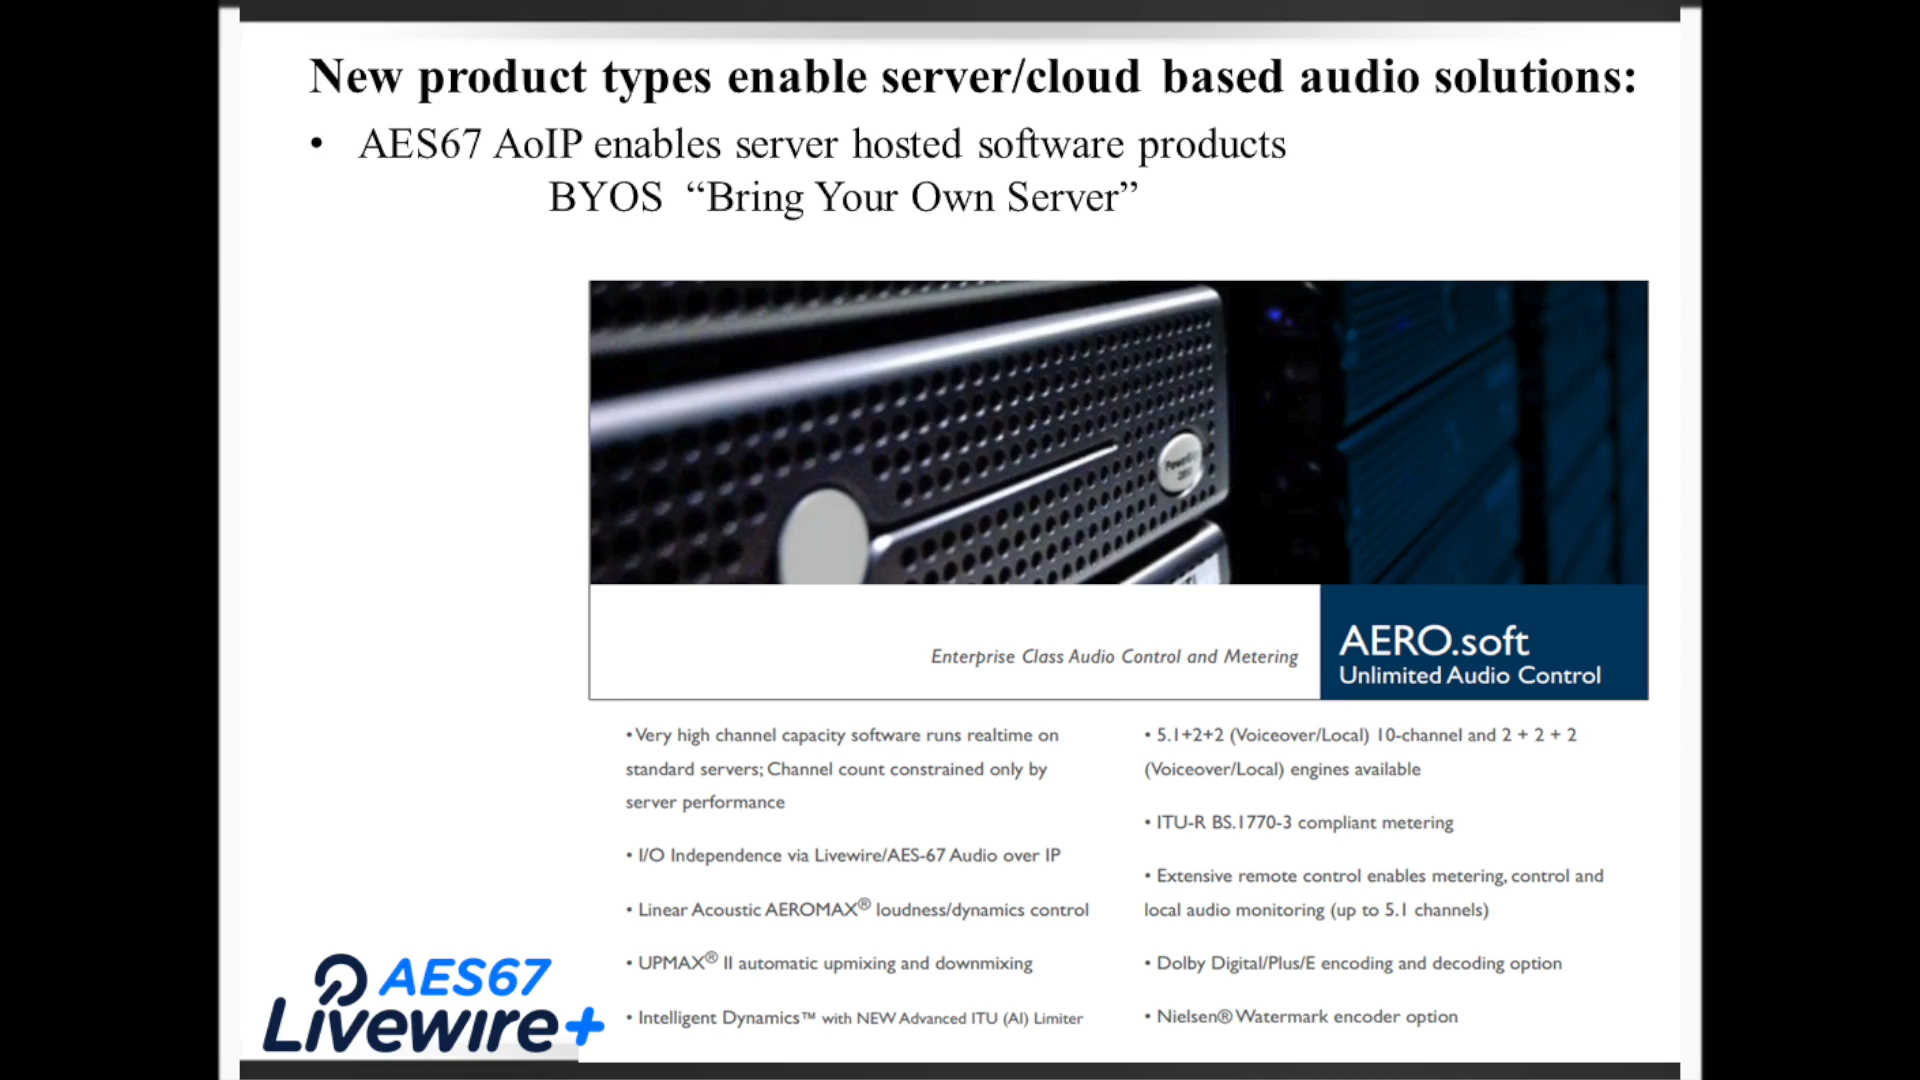 New product types enable server/cloud based audio solutions:
• AES67 AoIP enables server hosted software products
BYOS “Bring Your Own Server”
Enterprise Class Audio Control and Metering
AERO.soft
Unlimited Audio Control
• Very high channel capacity software runs realtime on
standard servers; Channel count constrained only by
server performance
• I/O Independence via Livewire/AES-67 Audio over IP
• Linear Acoustic AEROMAX® loudness/dynamics control
• UPMAX® II automatic upmixing and downmixing
• Intelligent Dynamics™ with NEW Advanced ITU (AI) Limiter
• 5.1+2+2 (Voiceover/Local) 10-channel and 2 + 2 + 2
(Voiceover/Local) engines available
• ITU-R BS.1770-3 compliant metering
• Extensive remote control enables metering, control and
local audio monitoring (up to 5.1 channels)
• Dolby Digital/Plus/E encoding and decoding option
• Nielsen® Watermark encoder option
AES67
Livewire+